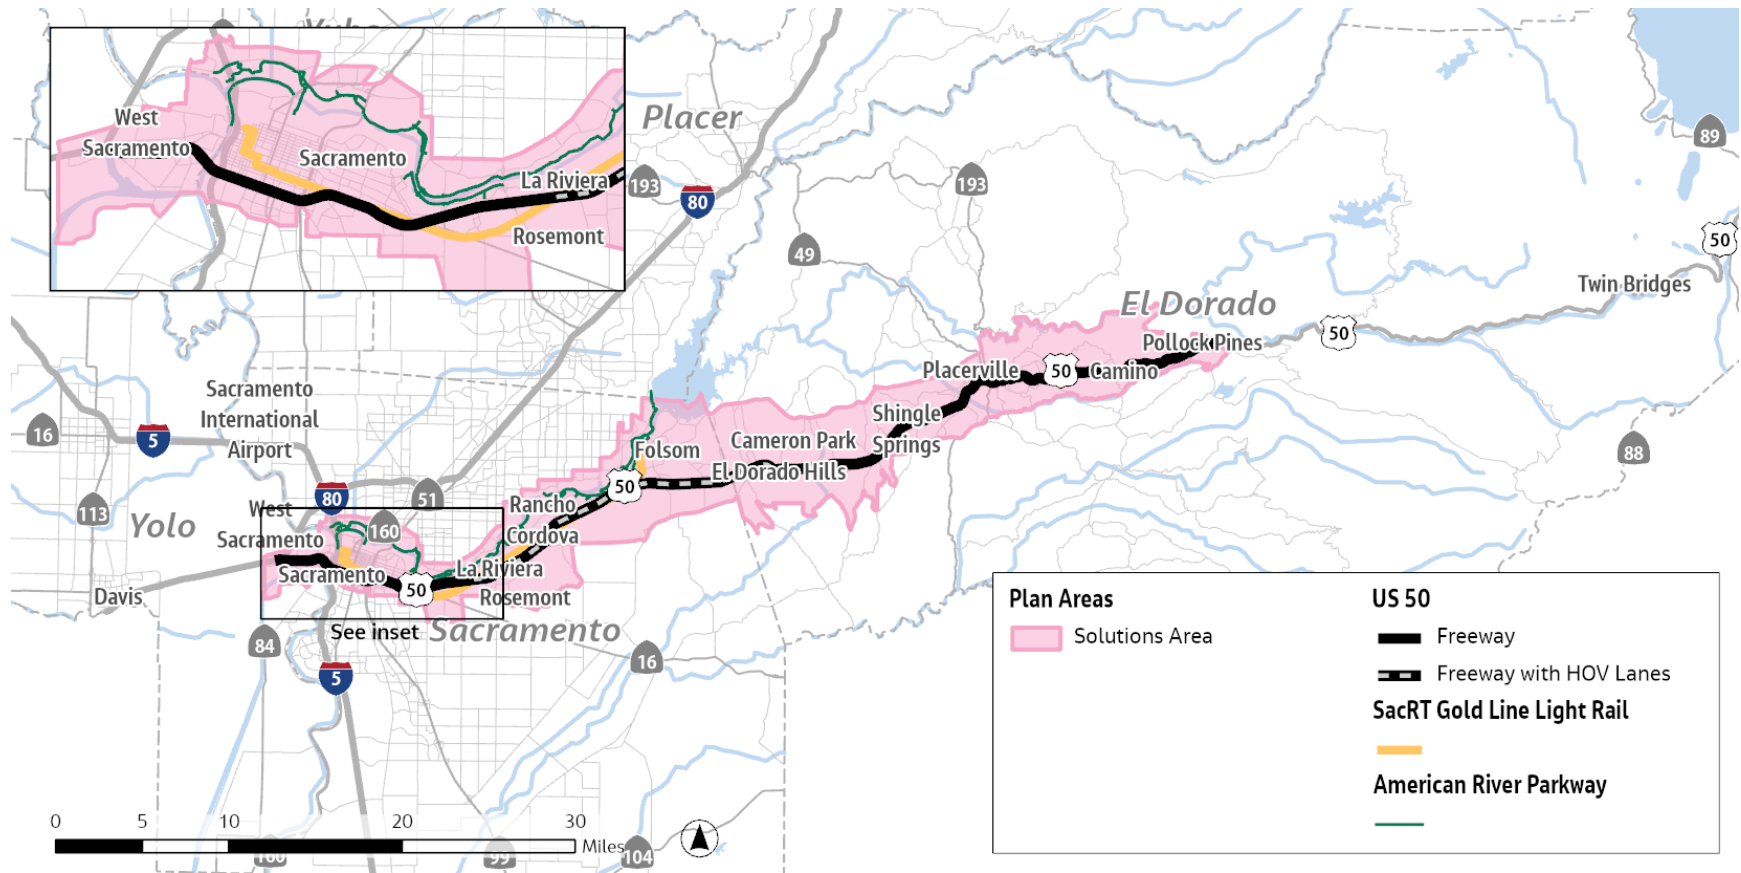 Yuba
West
Sacramento
Sacramento
La Riviera
Rosemont
Placer
193
80
193
49
89
50
Twin Bridges
El Dorado
50
Pollock Pines
Placerville
50
Camino
Shingle
Springs
Cameron Park
El Dorado Hills
Folsom
50
Rancho
Cordova
Sacramento
International
Airport
16
5
80
51
113
Yolo
West
Sacramento
160
Sacramento
50
La Riviera
Rosemont
Davis
See inset
Sacramento
84
5
16
88
Plan Areas
Solutions Area
US 50
Freeway
Freeway with HOV Lanes
SacRT Gold Line Light Rail
American River Parkway
0 5 10 20 30
Miles
160
99
104